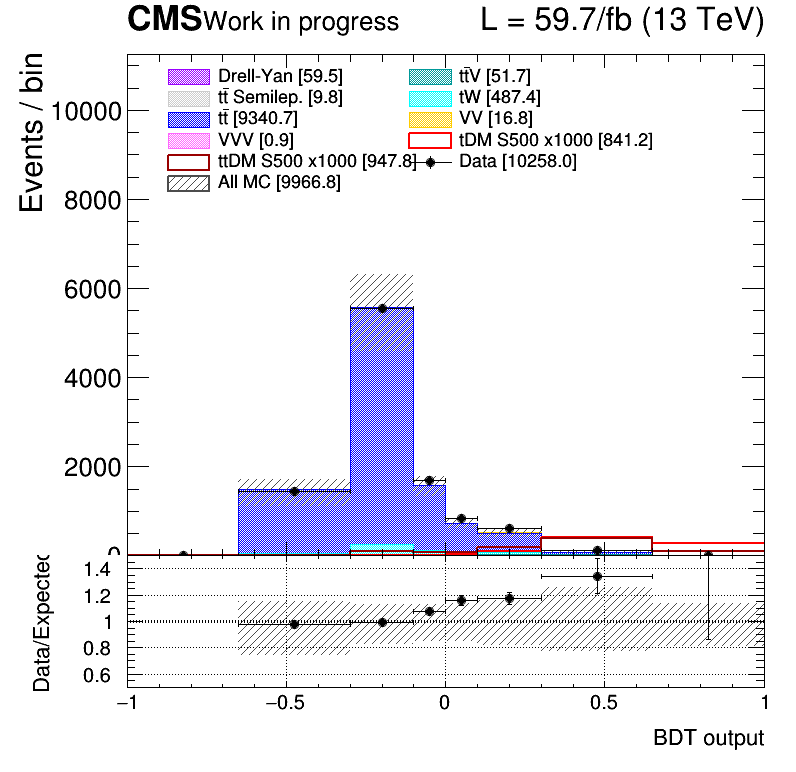 CMS Work in progress L = 59.7/fb (13 TeV)
Events / bin
Drell-Yan [59.5] tt̄V [51.7]
tt̄ Semilep. [9.8] tW [487.4]
tt̄ [9340.7] VV [16.8]
VVV [0.9] tDM S500 x1000 [841.2]
ttDM S500 x1000 [947.8] Data [10258.0]
All MC [9966.8]
10000
8000
6000
4000
2000
0
Data/Expected
1.4
1.2
1
0.8
0.6
−1 −0.5 0 0.5 1
BDT output